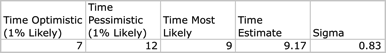 Time Optimistic (1% Likely)
Time Pessimistic (1% Likely)
Time Most Likely
Time Estimate
Sigma
7
12
9
9.17
0.83